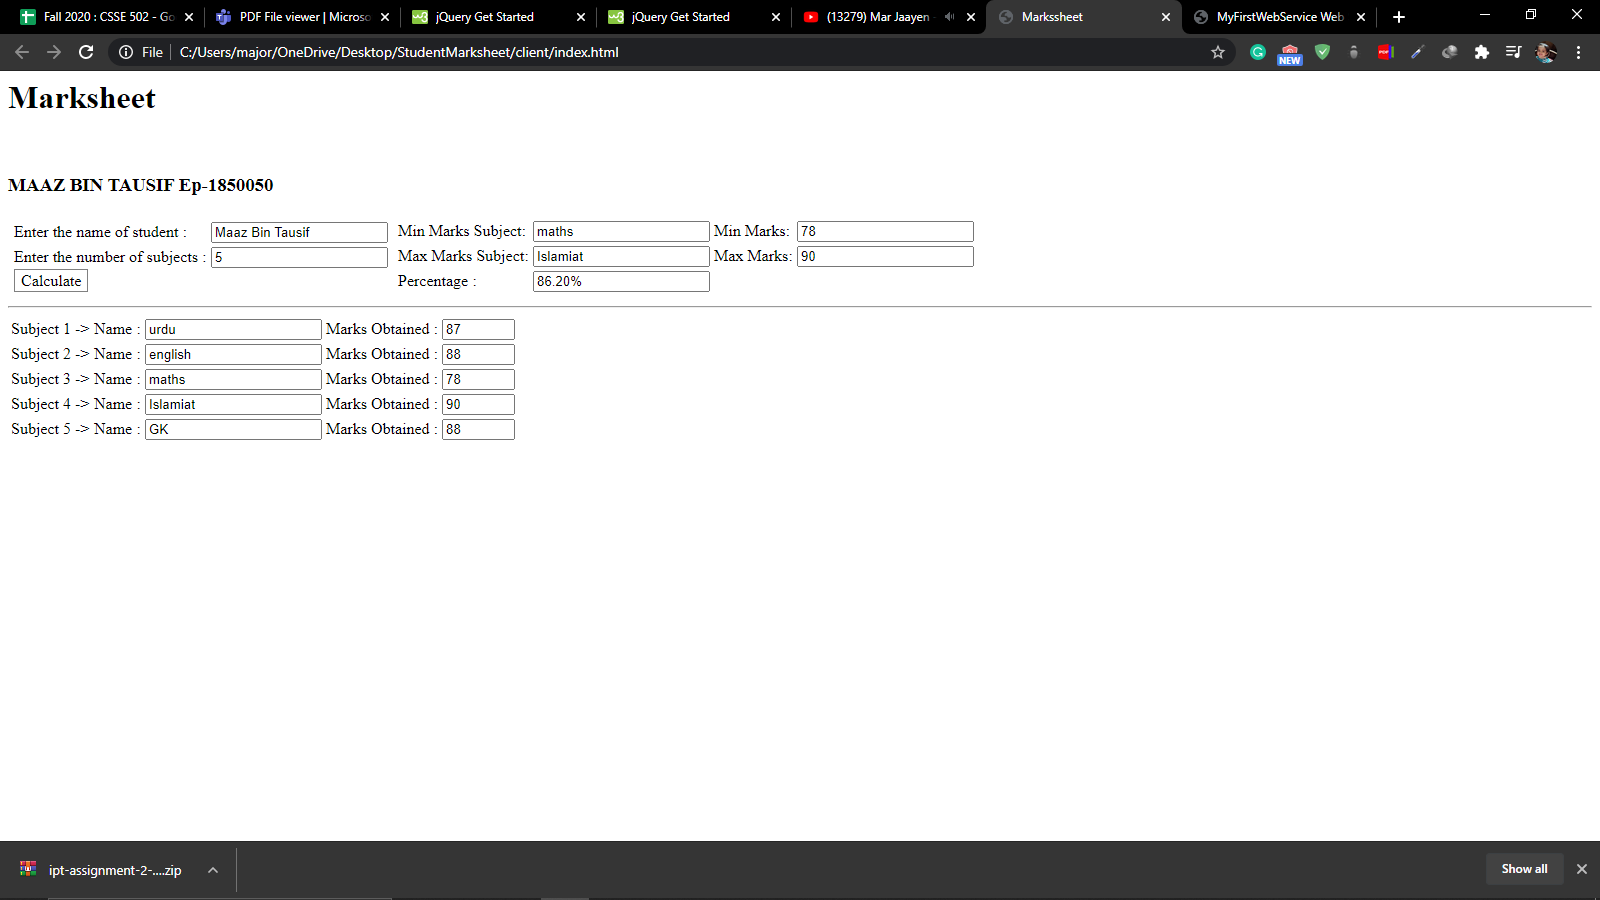 Fall 2020 : CSSE 502 - Go
PDF File viewer | Microso
jQuery Get Started
jQuery Get Started
(13279) Mar Jaayen
Markssheet
MyFirstWebService Web
File C:/Users/major/OneDrive/Desktop/StudentMarksheet/client/index.html
NEW
Marksheet
MAAZ BIN TAUSIF Ep-1850050
Enter the name of student : Maaz Bin Tausif Min Marks Subject: maths Min Marks: 78
Enter the number of subjects : 5 Max Marks Subject: Islamiat Max Marks: 90
Calculate Percentage : 86.20%
Subject 1 -> Name : urdu Marks Obtained : 87
Subject 2 -> Name : english Marks Obtained : 88
Subject 3 -> Name : maths Marks Obtained : 78
Subject 4 -> Name : Islamiat Marks Obtained : 90
Subject 5 -> Name : GK Marks Obtained : 88
ipt-assignment-2-....zip
Show all